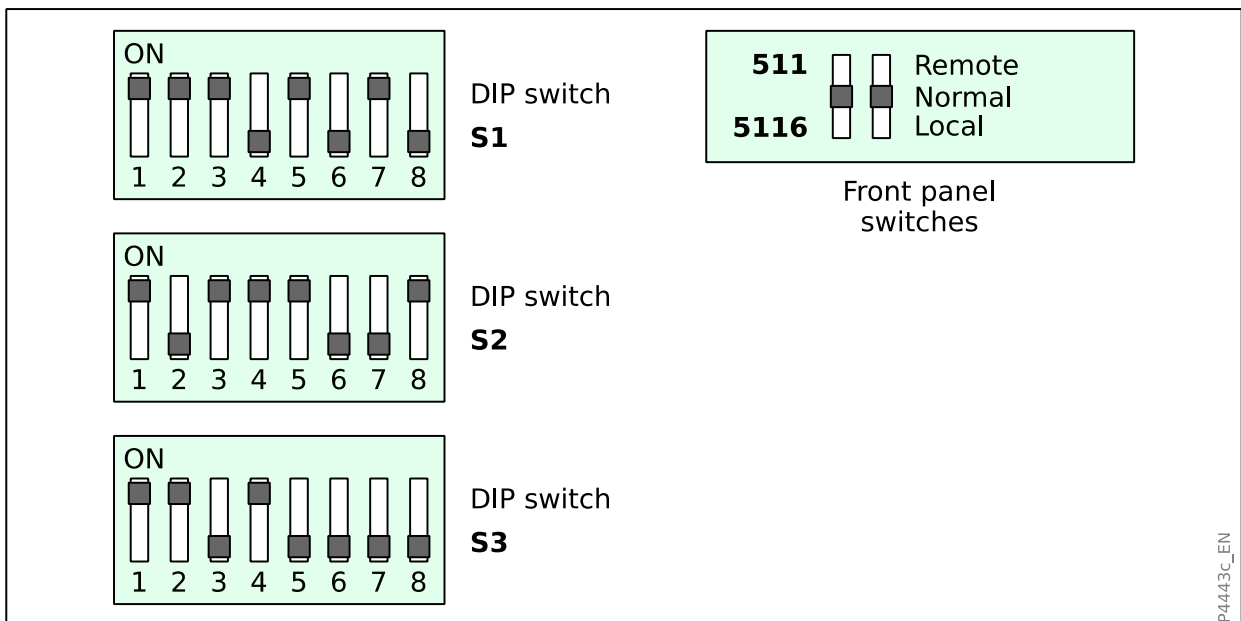 ON
1 2 3 4 5 6 7 8
DIP switch
S1
511
5116
Remote
Normal
Local
Front panel
switches
ON
1 2 3 4 5 6 7 8
DIP switch
S2
ON
1 2 3 4 5 6 7 8
DIP switch
S3
P4443c_EN